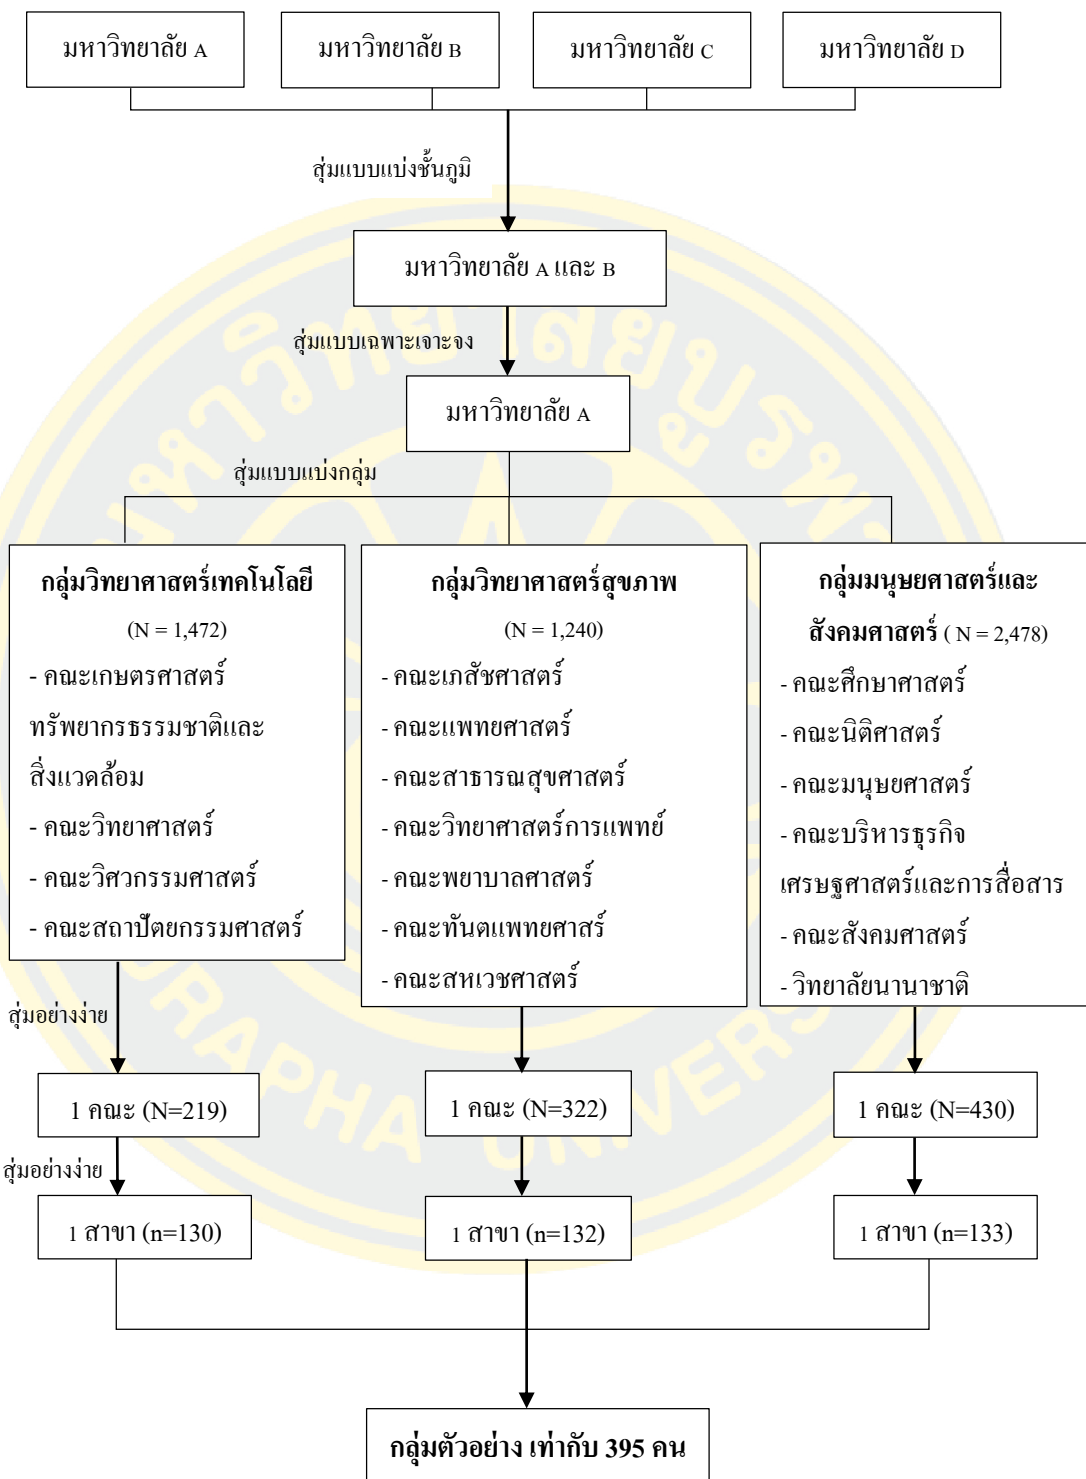 มหาวิทยาลัย A
มหาวิทยาลัย B
มหาวิทยาลัย C
มหาวิทยาลัย D
สุ่มแบบแบ่งชั้นภูมิ
มหาวิทยาลัย A และ B
สุ่มแบบเฉพาะเจาะจง
มหาวิทยาลัย A
สุ่มแบบแบ่งกลุ่ม
กลุ่มวิทยาศาสตร์เทคโนโลยี
(N = 1,472)
- คณะเกษตรศาสตร์
ทรัพยากรธรรมชาติและ
สิ่งแวดล้อม
- คณะวิทยาศาสตร์
- คณะวิศวกรรมศาสตร์
- คณะสถาปัตยกรรมศาสตร์
กลุ่มวิทยาศาสตร์สุขภาพ
(N = 1,240)
- คณะเภสัชศาสตร์
- คณะแพทยศาสตร์
- คณะสาธารณสุขศาสตร์
- คณะวิทยาศาสตร์การแพทย์
- คณะพยาบาลศาสตร์
- คณะทันตแพทยศาสร์
- คณะสหเวชศาสตร์
กลุ่มมนุษยศาสตร์และ
สังคมศาสตร์ ( N = 2,478)
- คณะศึกษาศาสตร์
- คณะนิติศาสตร์
- คณะมนุษยศาสตร์
- คณะบริหารธุรกิจ
เศรษฐศาสตร์และการสื่อสาร
- คณะสังคมศาสตร์
- วิทยาลัยนานาชาติ
สุ่มอย่างง่าย
1 คณะ (N=219)
1 คณะ (N=322)
1 คณะ (N=430)
สุ่มอย่างง่าย
1 สาขา (n=130)
1 สาขา (n=132)
1 สาขา (n=133)
กลุ่มตัวอย่าง เท่ากับ 395 คน